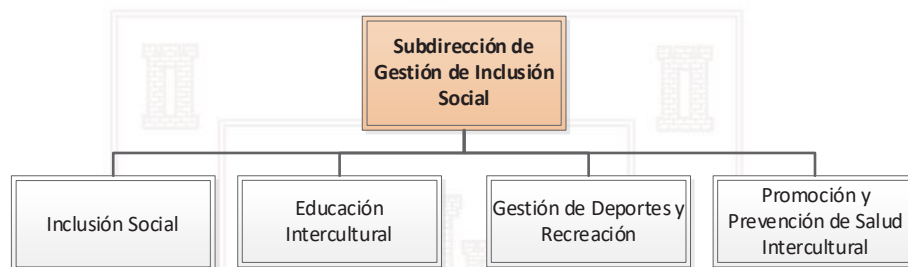 Subdirección de
Gestión de Inclusión
Social
Inclusión Social
Educación
Intercultural
Gestión de Deportes y
Recreación
Promoción y
Prevención de Salud
Intercultural